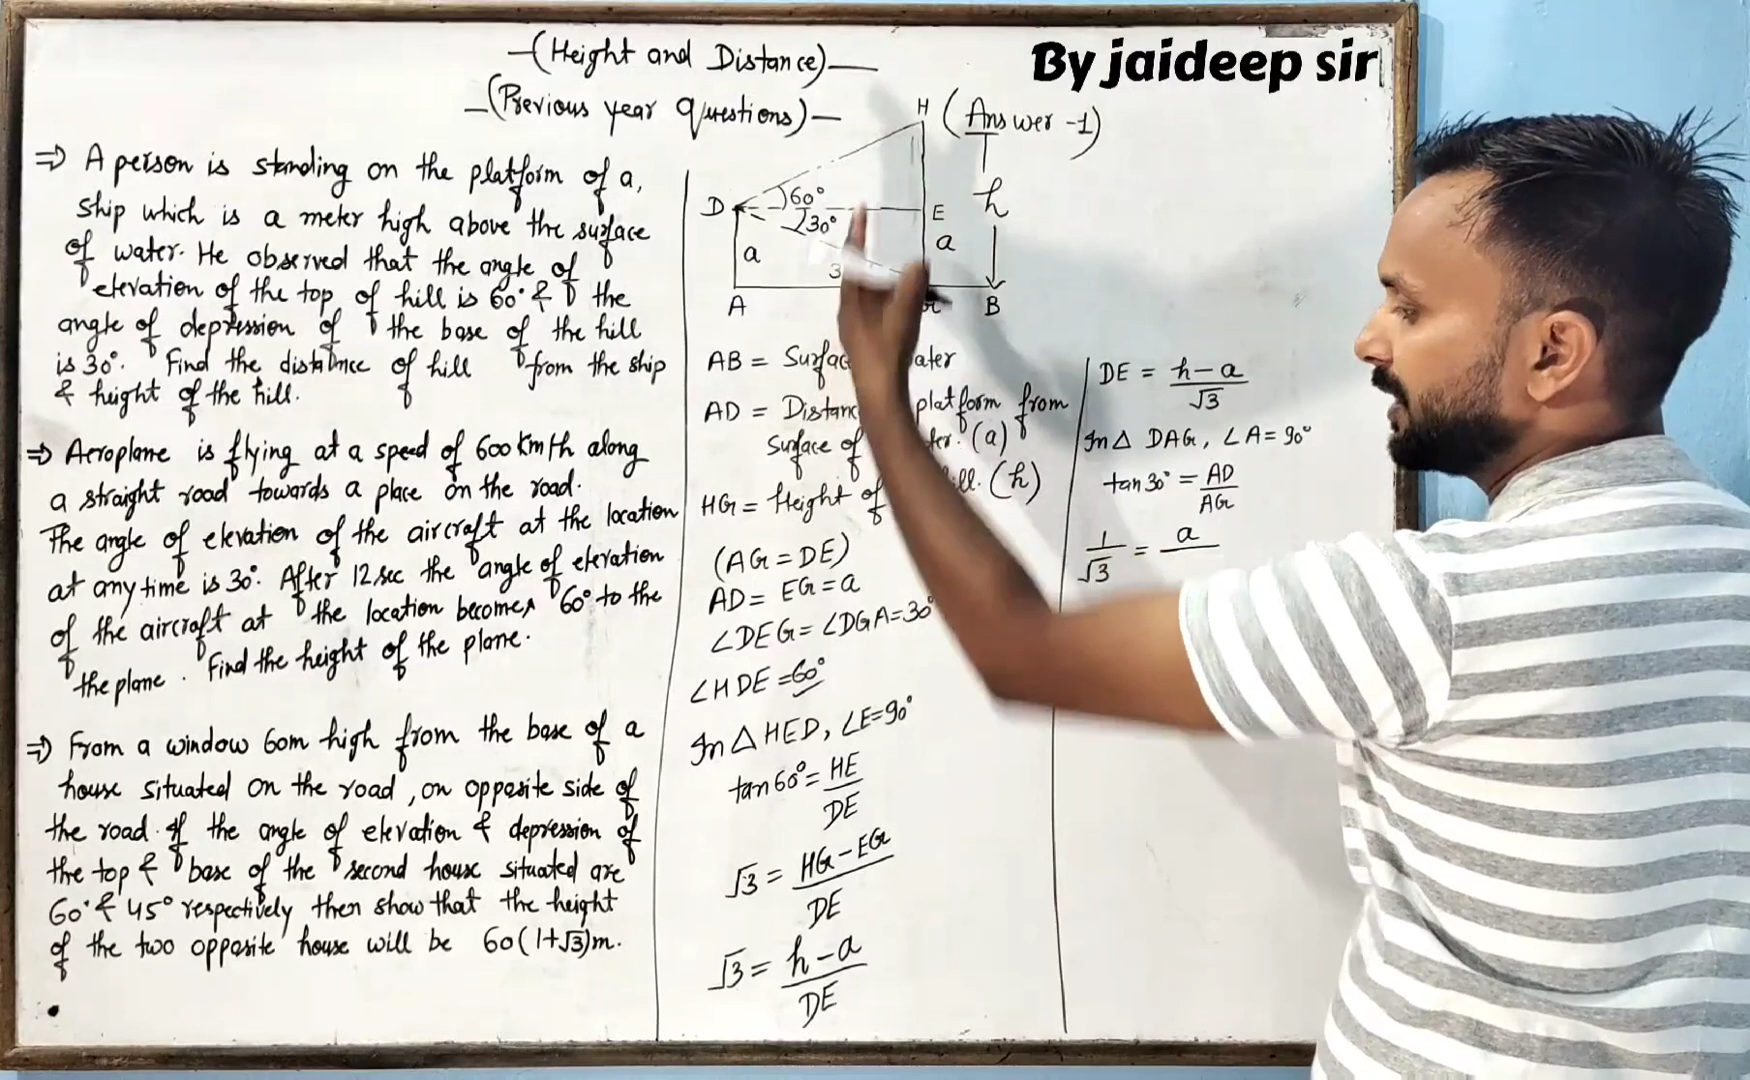 (Height and Distance)
By jaideep sir
(Previous year Questions)
(Answer -1)
⇒ A person is standing on the platform of a,
ship which is a meter high above the surface
of water. He observed that the angle of
elevation of the top of hill is 60° & the
angle of depression of the base of the hill
is 30°. Find the distance of hill from the ship
& height of the hill.
⇒ Aeroplane is flying at a speed of 600 Km/h along
a straight road towards a place on the road.
The angle of elevation of the aircraft at the location
at any time is 30°. After 12 sec the angle of elevation
of the aircraft at the location becomes 60° to the
the plane. Find the height of the plane.
⇒ From a window 60m high from the base of a
house situated on the road, on opposite side of
the road. If the angle of elevation & depression of
the top & base of the second house situated are
60° & 45° respectively then show that the height
of the two opposite house will be 60(1+√3)m.
H
D 60° E h
30°
a a
3
A B
AB = Surface ater
AD = Distanc platform from
Surface of ter. (a)
HG = Height of ill. (h)
(AG = DE)
AD = EG = a
∠DEG = ∠DGA = 30°
∠HDE = 60°
In △ HED, ∠E = 90°
tan 60° = HE
DE
√3 = HG - EG
DE
√3 = h - a
DE
DE = h - a
√3
In △ DAG, ∠A = 90°
tan 30° = AD
AG
1 = a
√3